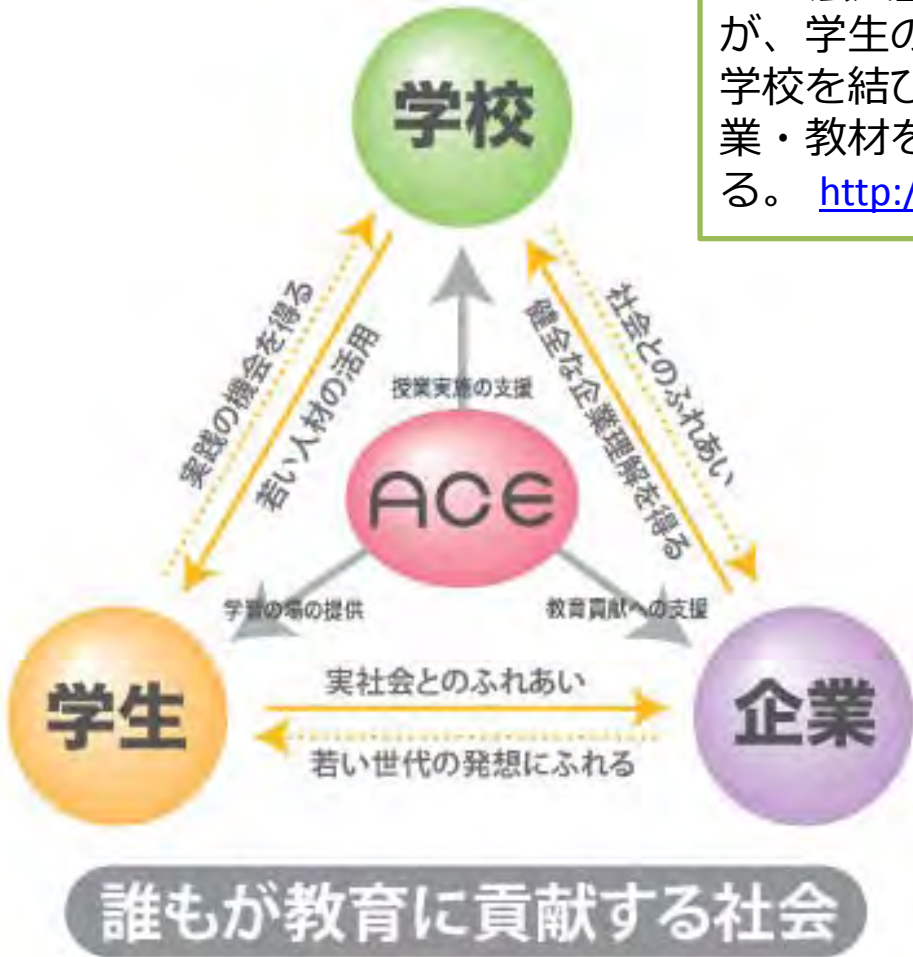 が、学生の
学校を結び
業・教材を
る。 http:/
学校
実践の機会を得る
若い人材の活用
授業実施の支援
健全な企業理解を得る
社会とのふれあい
ACE
学習の場の提供
教育貢献への支援
学生
実社会とのふれあい
若い世代の発想にふれる
企業
誰もが教育に貢献する社会